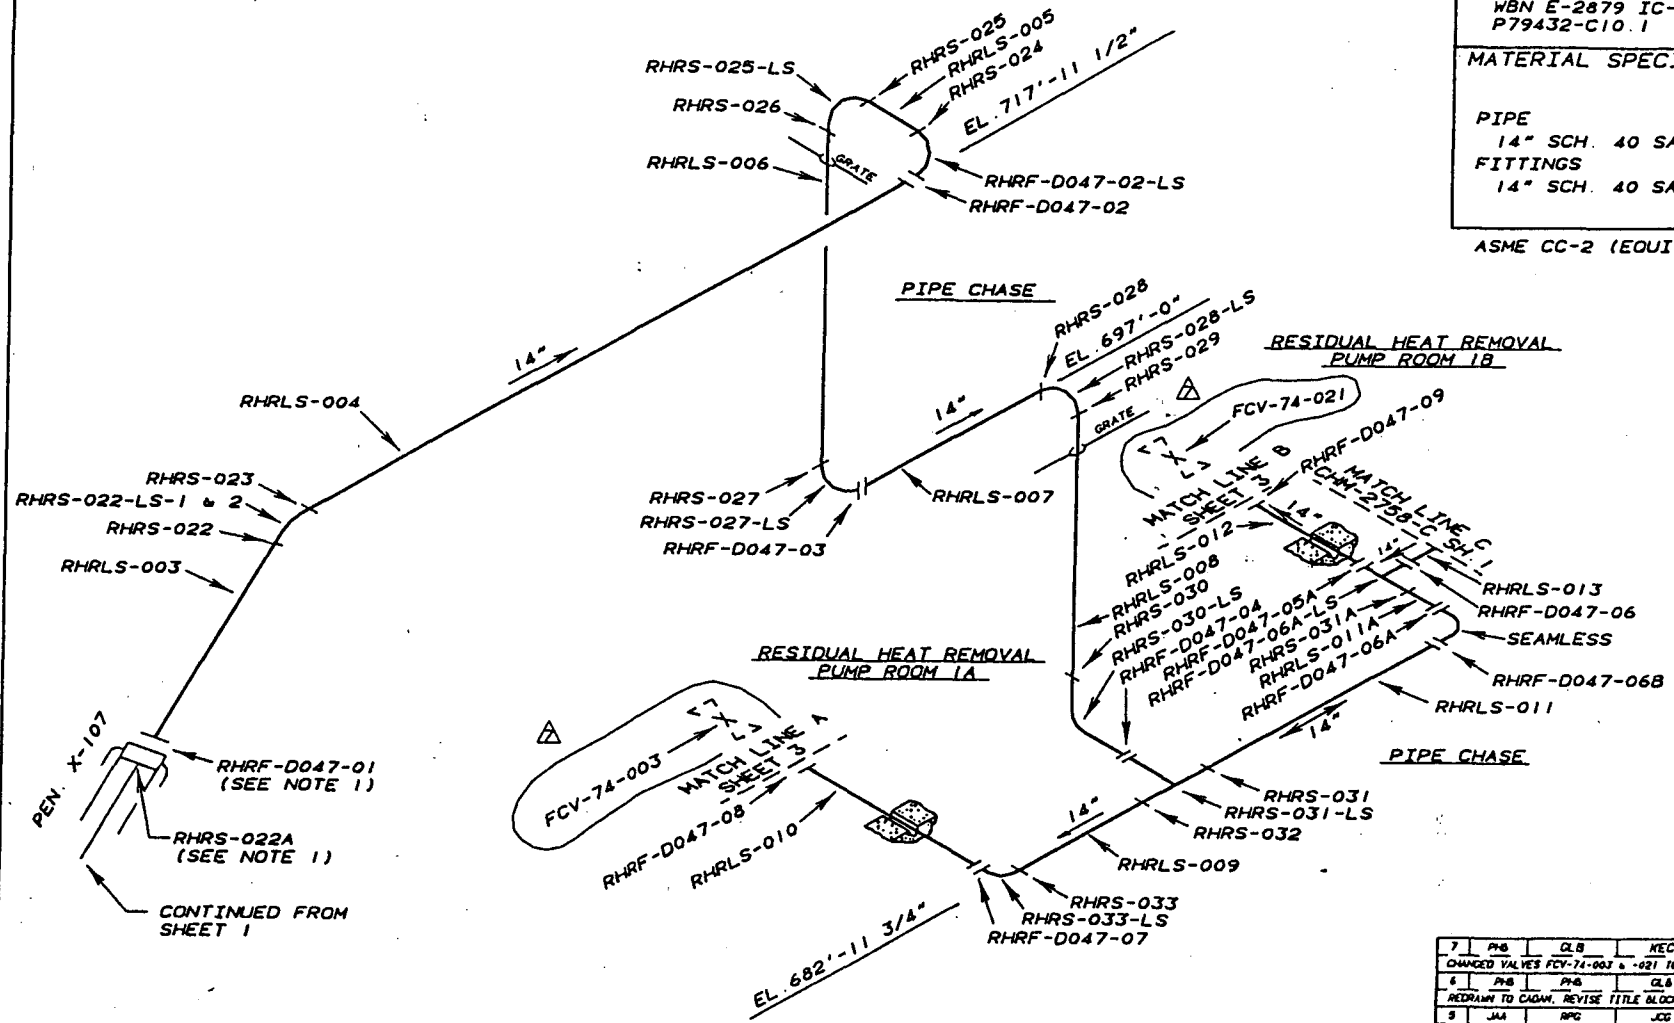 WBN E-2879 IC-
P79432-C10.1
MATERIAL SPECI
PIPE
14" SCH. 40 SA
FITTINGS
14" SCH. 40 SA
ASME CC-2 (EQUI
RHRS-025
RHRLS-005
RHRS-024
EL. 717'-11 1/2"
RHRS-025-LS
RHRS-026
GRATE
RHRLS-006
RHRF-D047-02-LS
RHRF-D047-02
PIPE CHASE
14"
RHRLS-004
RHRS-023
RHRS-022-LS-1 & 2
RHRS-022
RHRLS-003
PEN. X-107
RHRF-D047-01
(SEE NOTE 1)
RHRS-022A
(SEE NOTE 1)
CONTINUED FROM
SHEET 1
RHRS-027
RHRS-027-LS
RHRF-D047-03
14"
RHRLS-007
RHRS-028
EL. 697'-0"
RHRS-028-LS
RHRS-029
GRATE
RESIDUAL HEAT REMOVAL
PUMP ROOM 1B
7
FCV-74-021
MATCH LINE B
SHEET 3
RHRF-D047-09
MATCH LINE C
CHM-2758-C SH. 1
14"
14"
RHRLS-012
RHRLS-008
RHRS-030
RHRS-030-LS
RHRF-D047-04
RHRF-D047-05A
RHRF-D047-06A-LS
RHRS-031A
RHRLS-011A
RHRF-D047-06A
RHRLS-013
RHRF-D047-06
SEAMLESS
RHRF-D047-06B
RHRLS-011
14"
PIPE CHASE
RHRS-031
RHRS-031-LS
RHRS-032
14"
RHRLS-009
RHRS-033
RHRS-033-LS
RHRF-D047-07
EL. 682'-11 3/4"
RESIDUAL HEAT REMOVAL
PUMP ROOM 1A
7
FCV-74-003
MATCH LINE A
SHEET 3
RHRF-D047-08
RHRLS-010
7 PHB GLB KEC
CHANGED VALVES FCV-74-003 & -021 TO
6 PHB PHB GLB
REDRAWN TO CADAM, REVISE TITLE BLOC
5 JAA RPG JCG